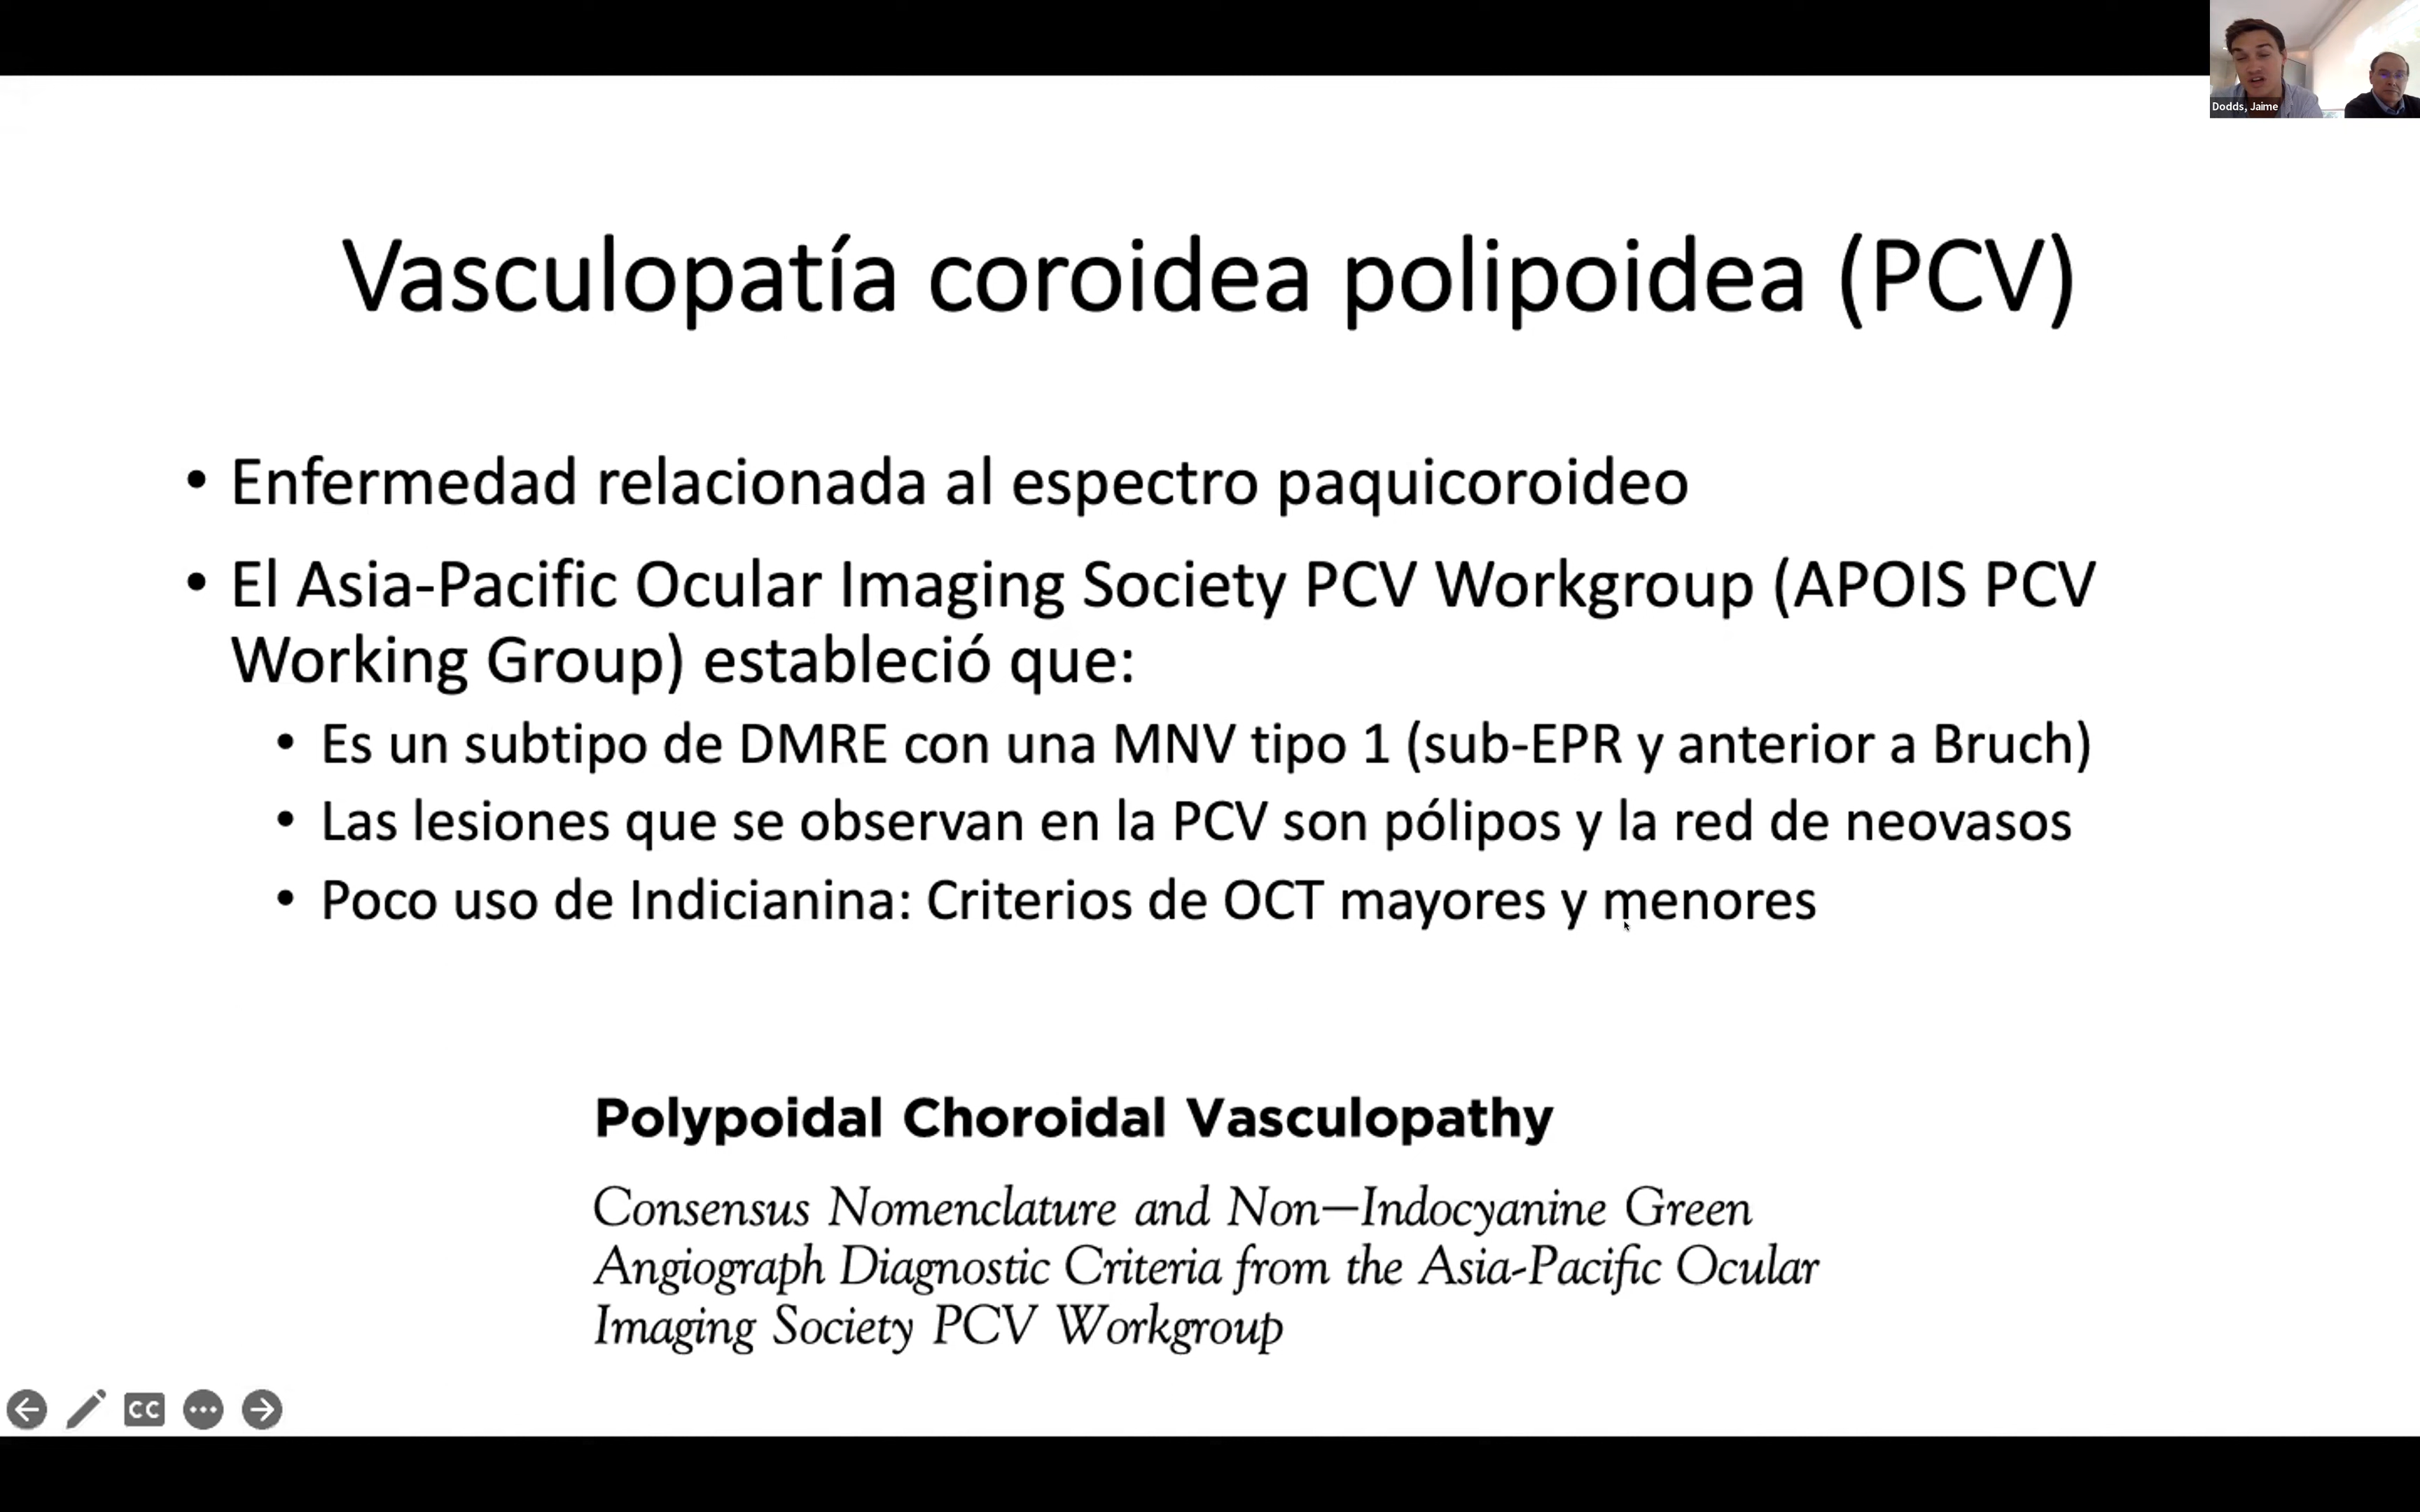 Dodds, Jaime
Vasculopatía coroidea polipoidea (PCV)
• Enfermedad relacionada al espectro paquicoroideo
• El Asia-Pacific Ocular Imaging Society PCV Workgroup (APOIS PCV
Working Group) estableció que:
• Es un subtipo de DMRE con una MNV tipo 1 (sub-EPR y anterior a Bruch)
• Las lesiones que se observan en la PCV son pólipos y la red de neovasos
• Poco uso de Indicianina: Criterios de OCT mayores y menores
Polypoidal Choroidal Vasculopathy
Consensus Nomenclature and Non—Indocyanine Green
Angiograph Diagnostic Criteria from the Asia-Pacific Ocular
Imaging Society PCV Workgroup
CC